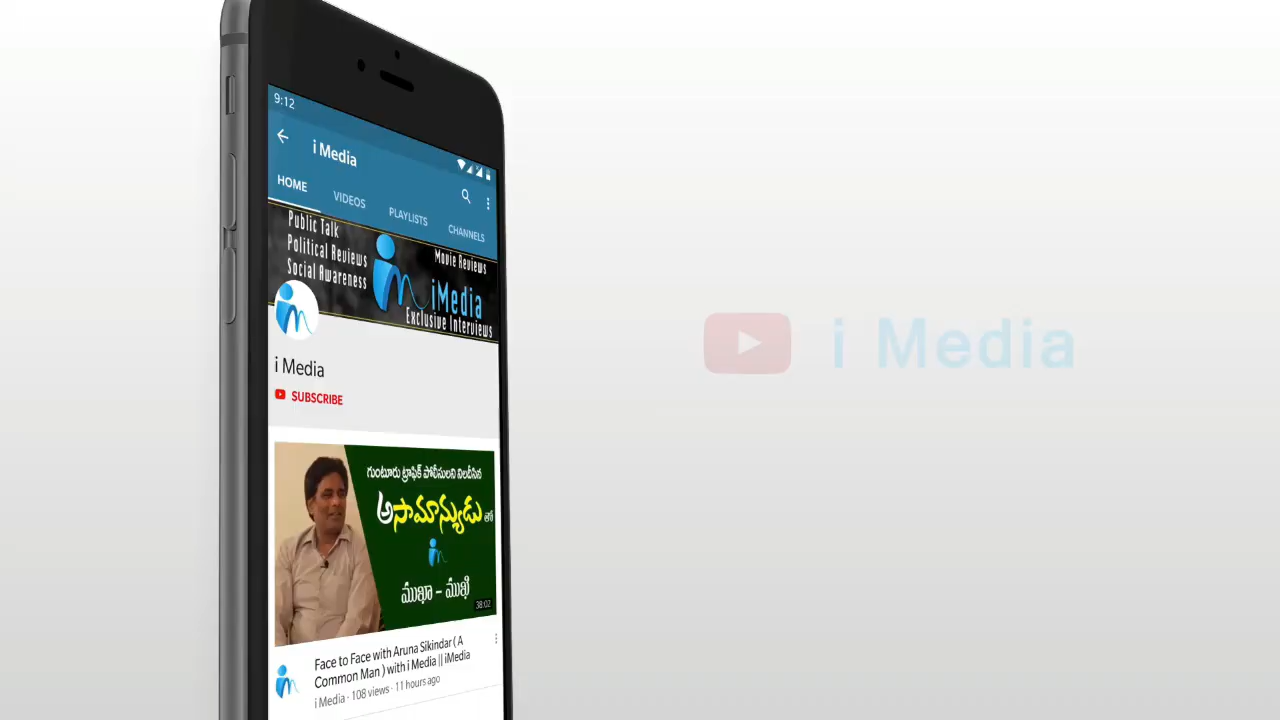 9:12
i Media
HOME
VIDEOS
PLAYLISTS
CHANNELS
Public Talk
Political Reviews
Social Awareness
Movie Reviews
iMedia
Exclusive Interviews
i Media
SUBSCRIBE
గుంటూరు ట్రాఫిక్ పోలీసులని నిలదీసిన
అసామాన్యుడు తో
ముఖా – ముఖి
38:02
Face to Face with Aruna Sikindar ( A
Common Man ) with i Media || iMedia
i Media · 108 views · 11 hours ago
i Media